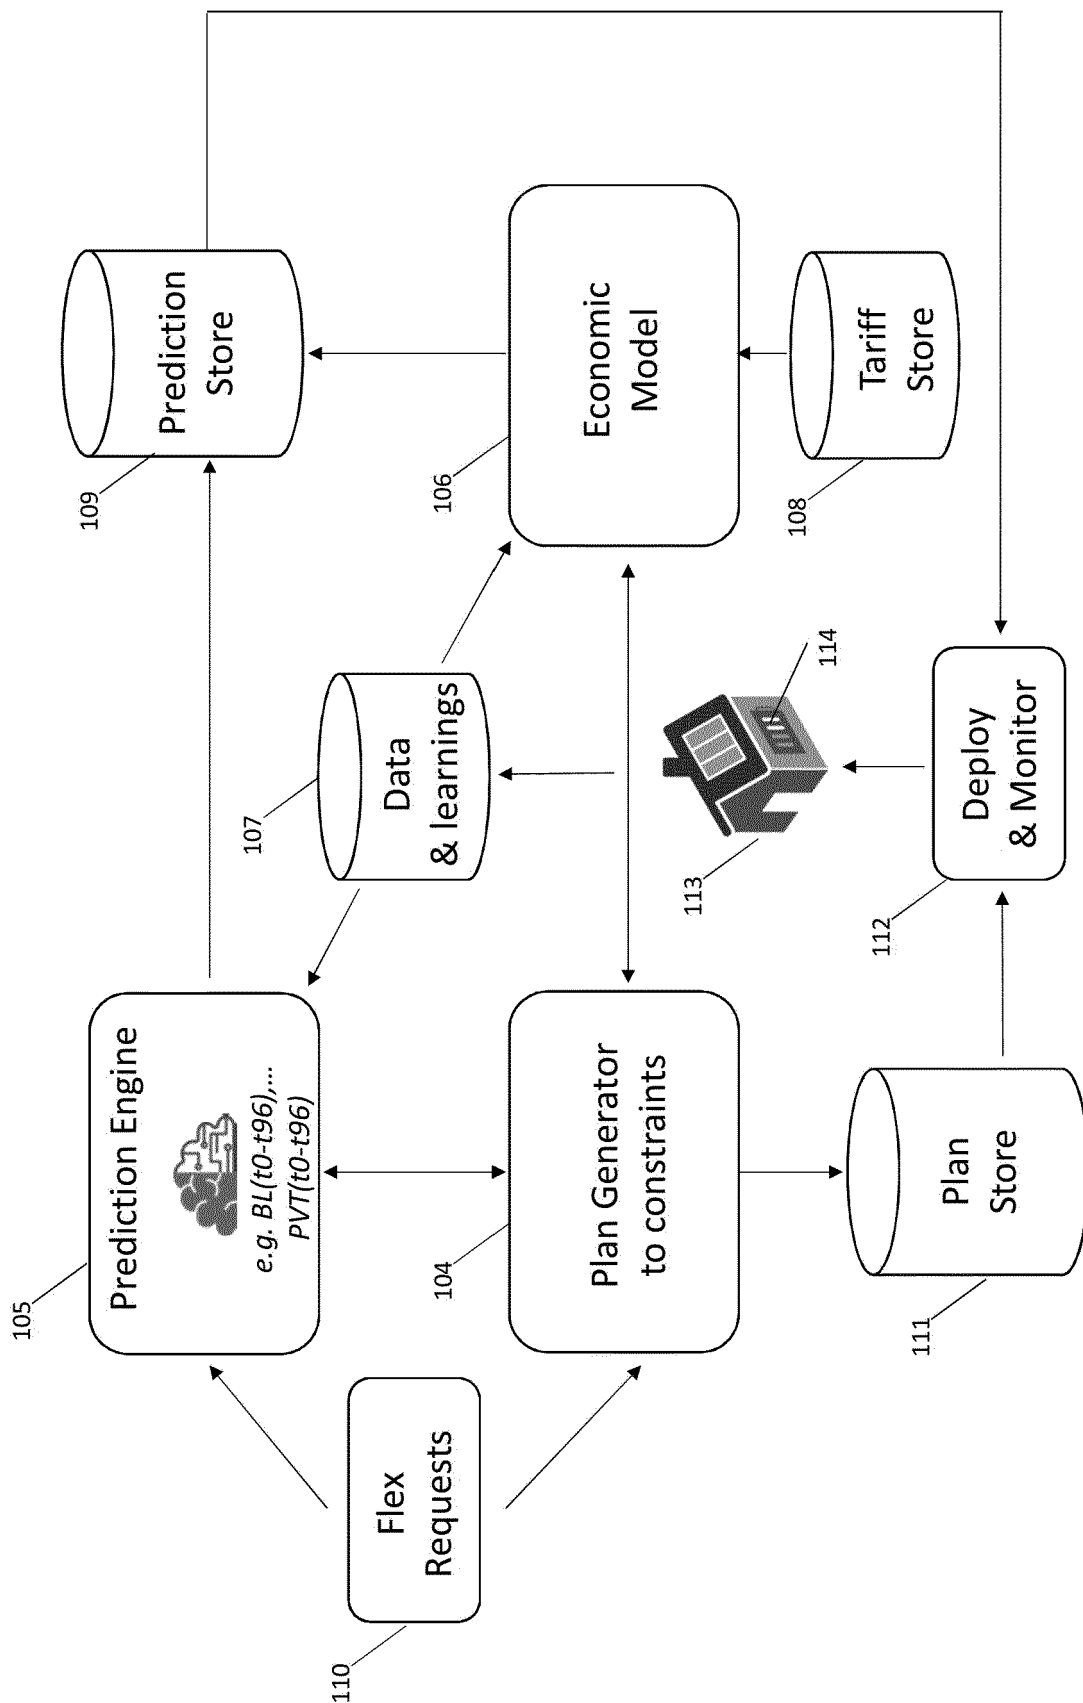 105
Prediction Engine
e.g. BL(t0-t96),...
PVT(t0-t96)
109
Prediction
Store
110
Flex
Requests
107
Data
& learnings
104
Plan Generator
to constraints
106
Economic
Model
113
114
111
Plan
Store
112
Deploy
& Monitor
108
Tariff
Store